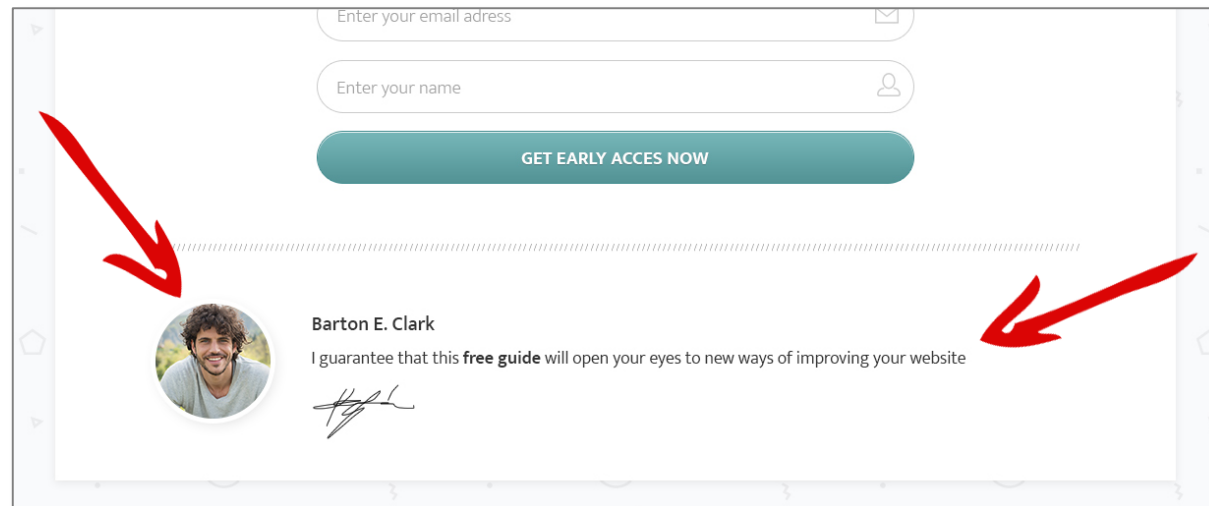 Enter your email adress
Enter your name
GET EARLY ACCES NOW
Barton E. Clark
I guarantee that this free guide will open your eyes to new ways of improving your website